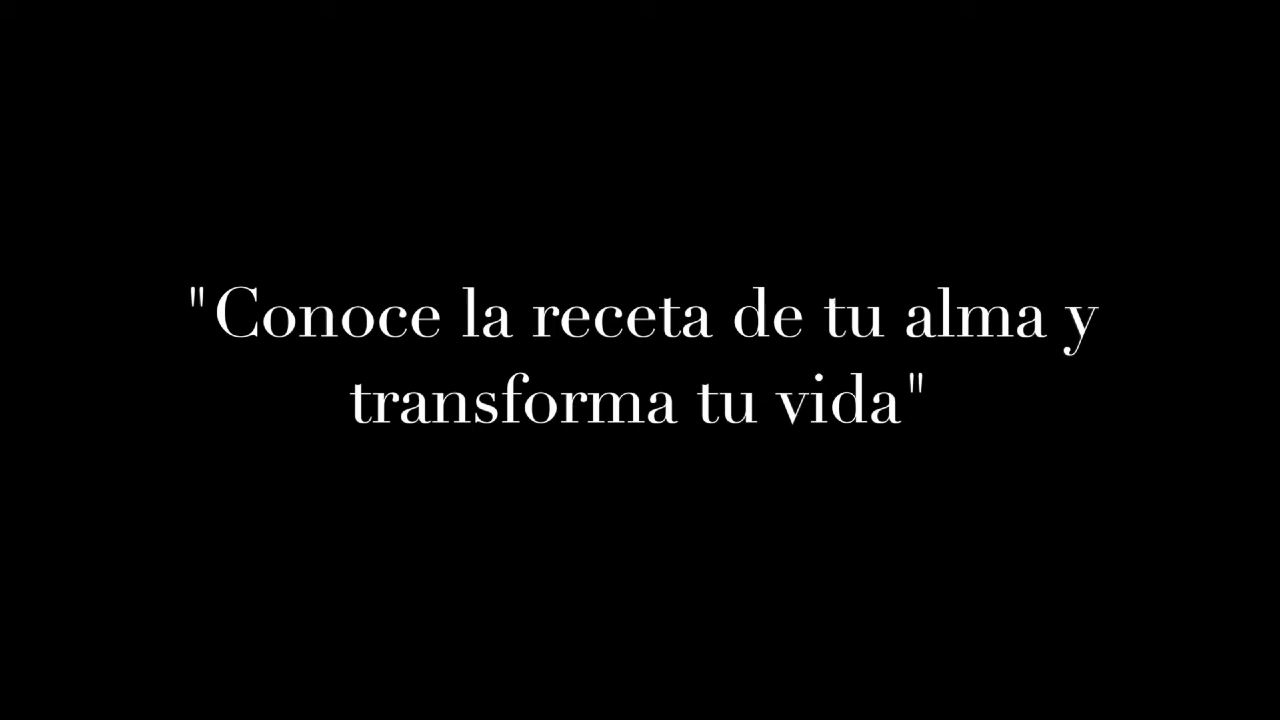 "Conoce la receta de tu alma y
transforma tu vida"